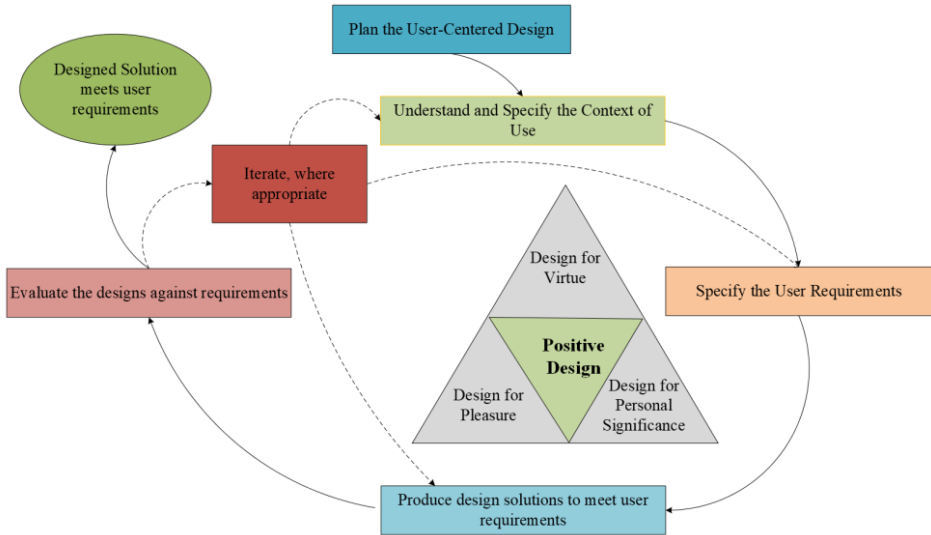 Plan the User-Centered Design
Designed Solution
meets user
requirements
Understand and Specify the Context of
Use
Iterate, where
appropriate
Design for
Virtue
Evaluate the designs against requirements
Specify the User Requirements
Positive
Design
Design for
Pleasure
Design for
Personal
Significance
Produce design solutions to meet user
requirements